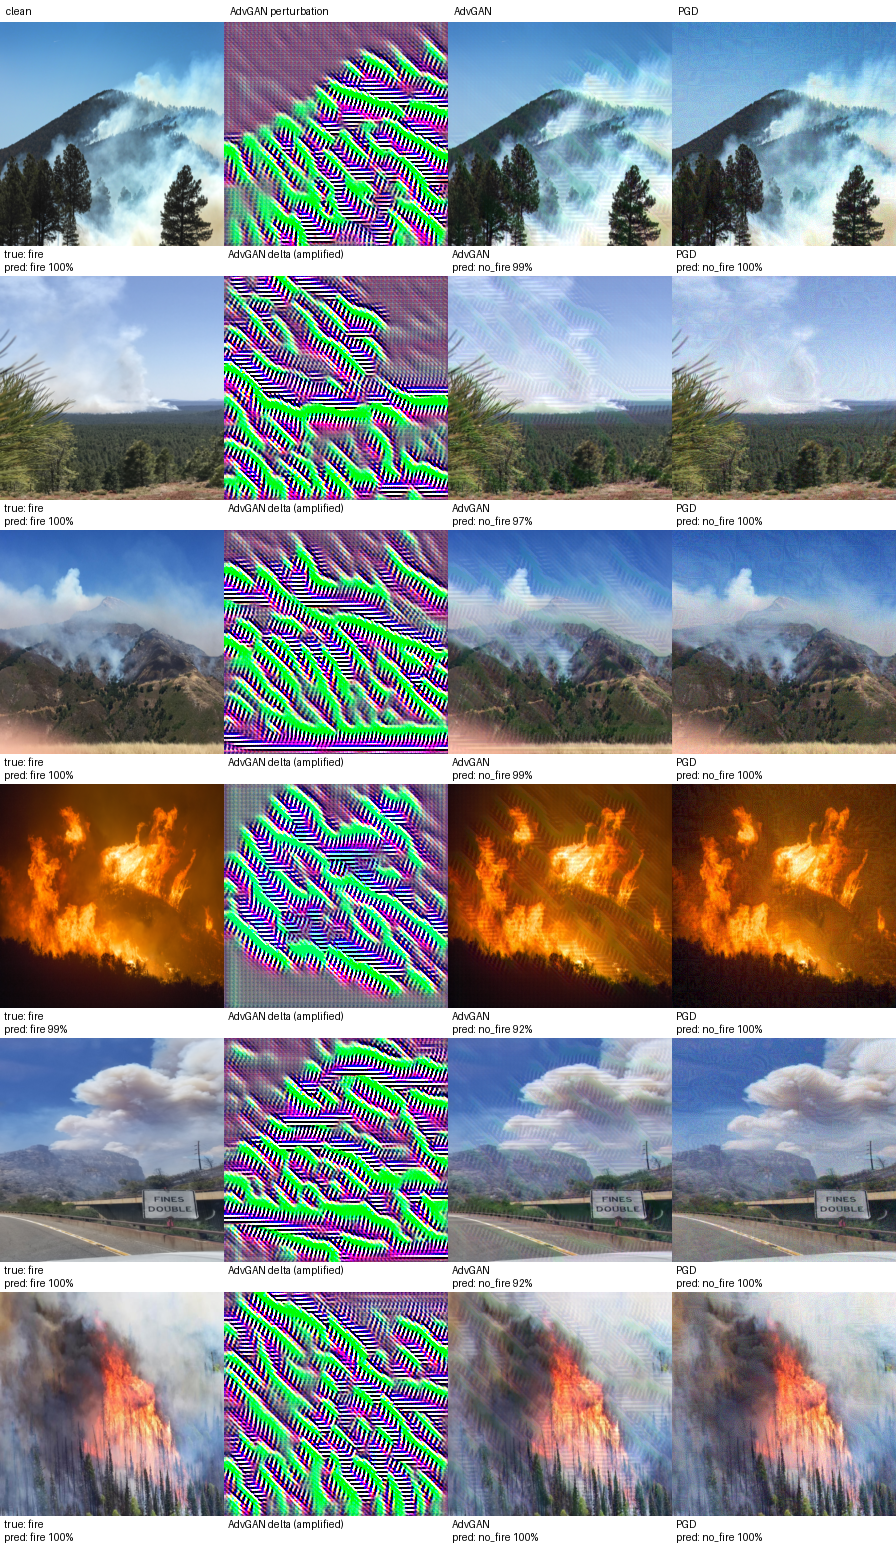 clean AdvGAN perturbation AdvGAN PGD
true: fire AdvGAN delta (amplified) AdvGAN PGD
pred: fire 100% pred: no_fire 99% pred: no_fire 100%
true: fire AdvGAN delta (amplified) AdvGAN PGD
pred: fire 100% pred: no_fire 97% pred: no_fire 100%
true: fire AdvGAN delta (amplified) AdvGAN PGD
pred: fire 100% pred: no_fire 99% pred: no_fire 100%
true: fire AdvGAN delta (amplified) AdvGAN PGD
pred: fire 99% pred: no_fire 92% pred: no_fire 100%
FINES FINES FINES
DOUBLE DOUBLE DOUBLE
true: fire AdvGAN delta (amplified) AdvGAN PGD
pred: fire 100% pred: no_fire 92% pred: no_fire 100%
true: fire AdvGAN delta (amplified) AdvGAN PGD
pred: fire 100% pred: no_fire 100% pred: no_fire 100%